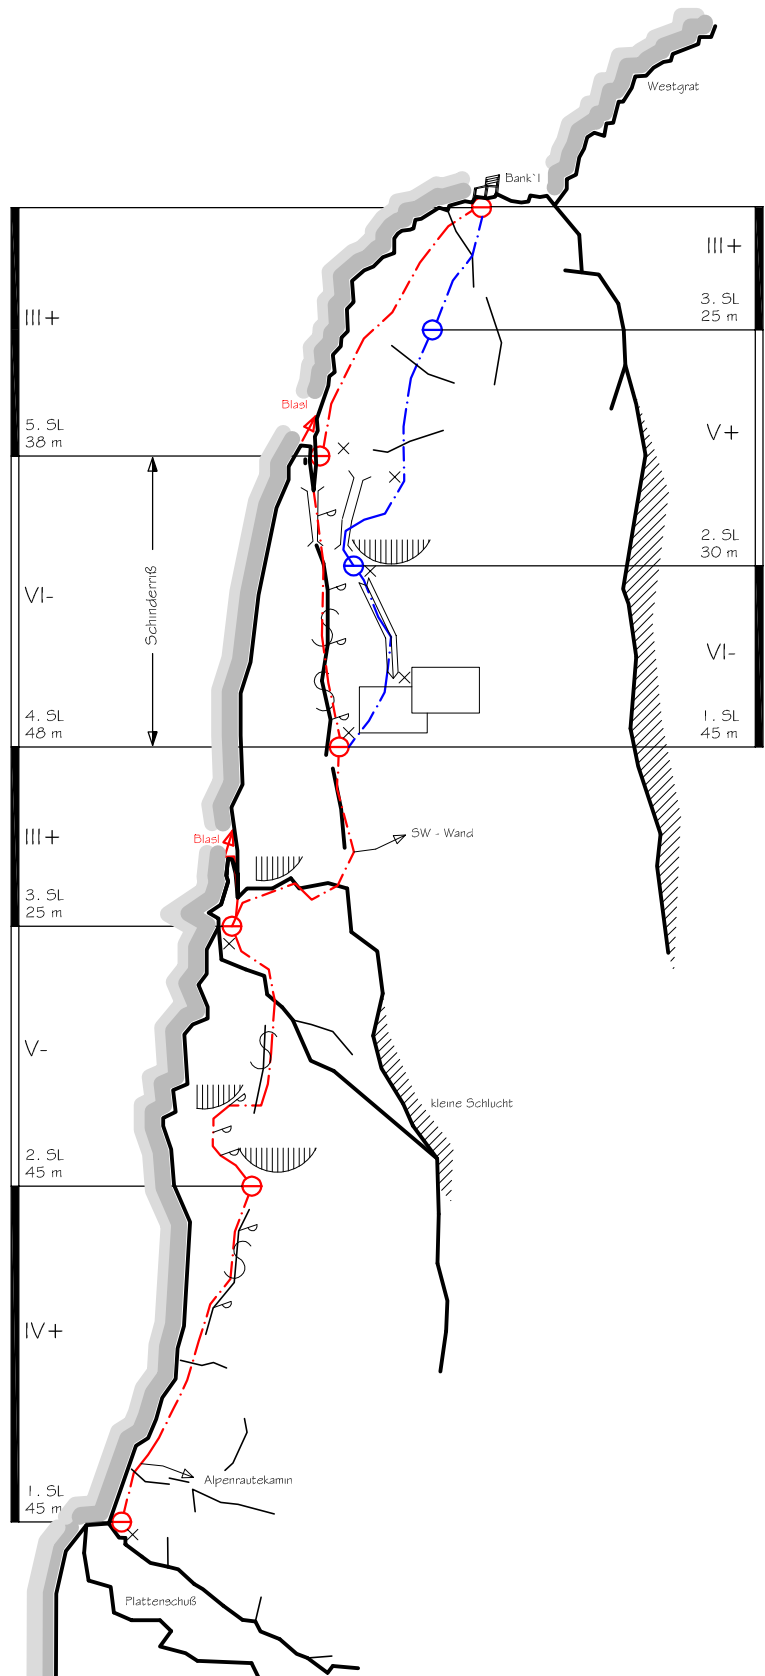 Westgrat
Bank`l
III+
3. SL
25 m
III+
Blasl
5. SL
38 m
V+
2. SL
30 m
VI-
Schinderriß
VI-
1. SL
45 m
4. SL
48 m
III+
Blasl
SW - Wand
3. SL
25 m
V-
kleine Schlucht
2. SL
45 m
IV+
Alpenrautekamin
1. SL
45 m
Plattenschuß